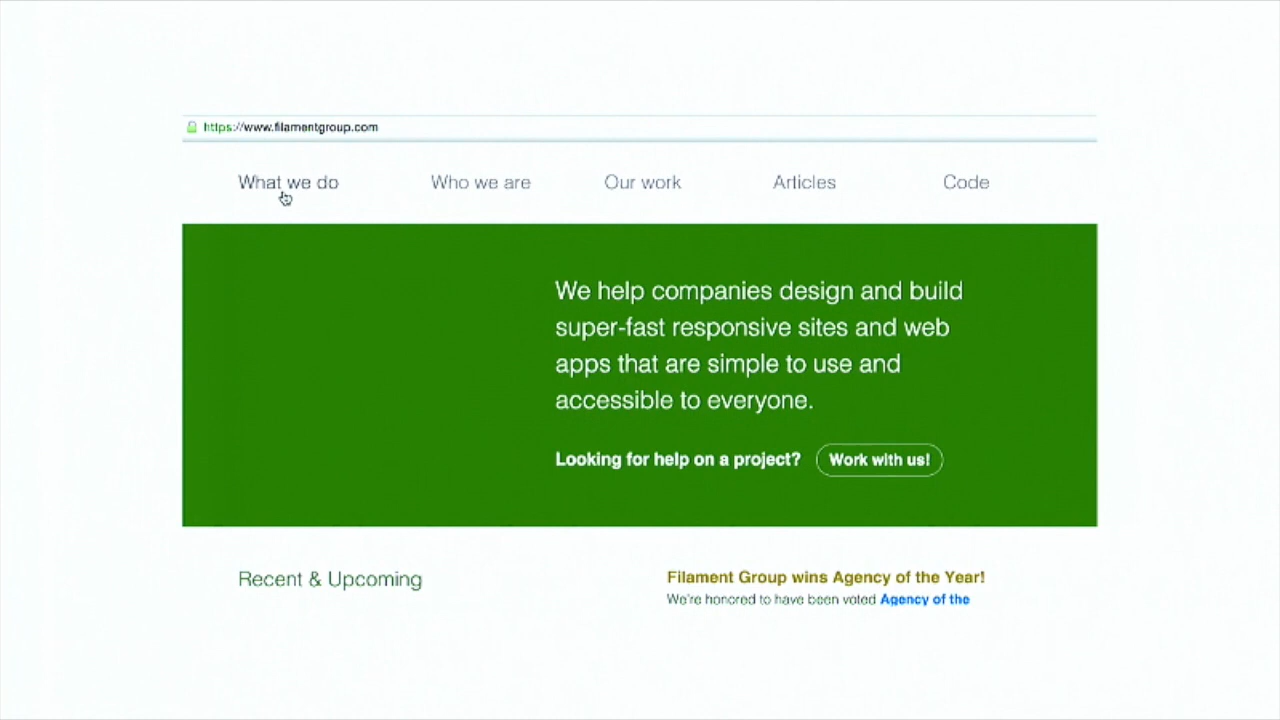 https://www.filamentgroup.com
What we do Who we are Our work Articles Code
We help companies design and build
super-fast responsive sites and web
apps that are simple to use and
accessible to everyone.
Looking for help on a project? Work with us!
Recent & Upcoming
Filament Group wins Agency of the Year!
We're honored to have been voted Agency of the